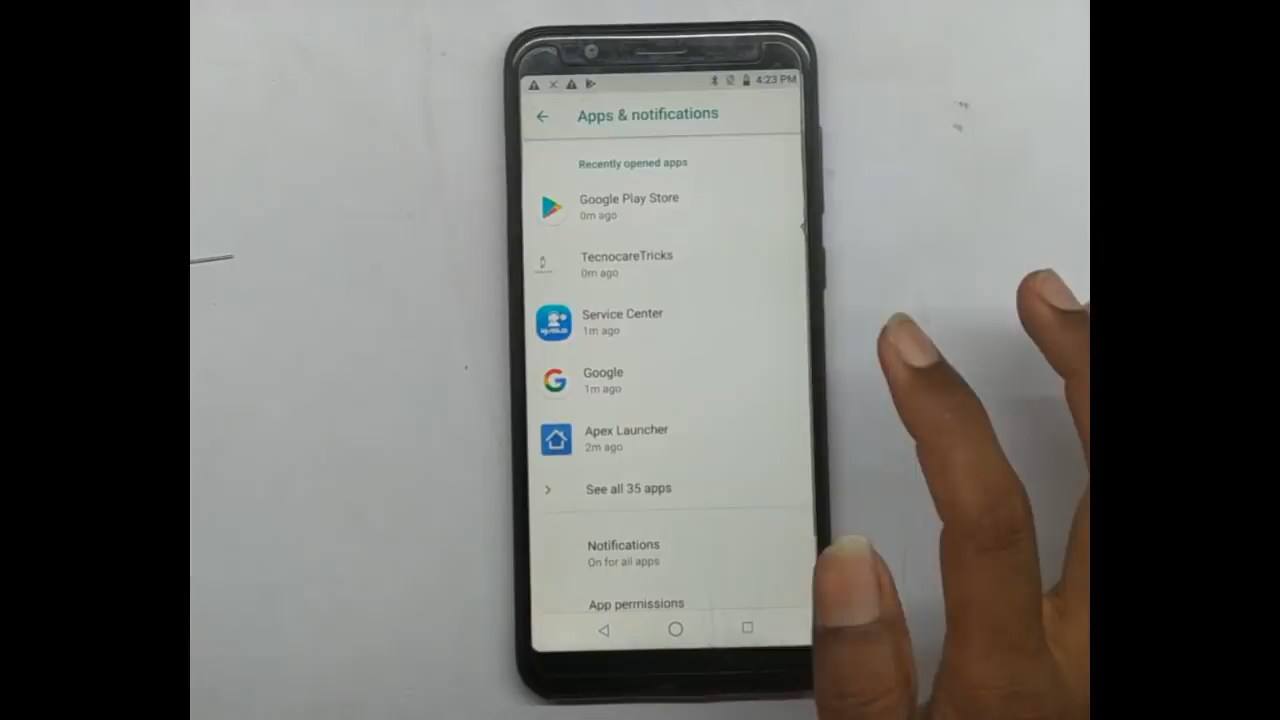 4:23 PM
Apps & notifications
Recently opened apps
Google Play Store
0m ago
TecnocareTricks
0m ago
Service Center
1m ago
Google
1m ago
Apex Launcher
2m ago
See all 35 apps
Notifications
On for all apps
App permissions